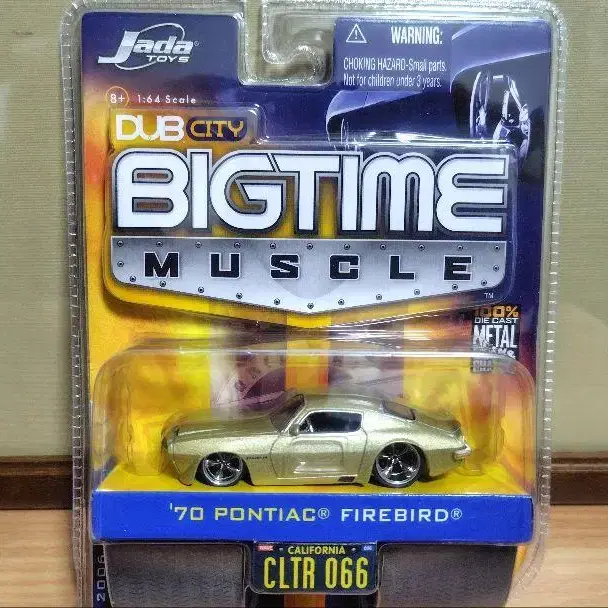 Jada®
TOYS
WARNING:
CHOKING HAZARD-Small parts.
Not for children under 3 years.
8+ 1:64 Scale
DUB CITY
BIGTIME
MUSCLE™
100%
DIE CAST
METAL
'70 PONTIAC® FIREBIRD®
CALIFORNIA
CLTR 066